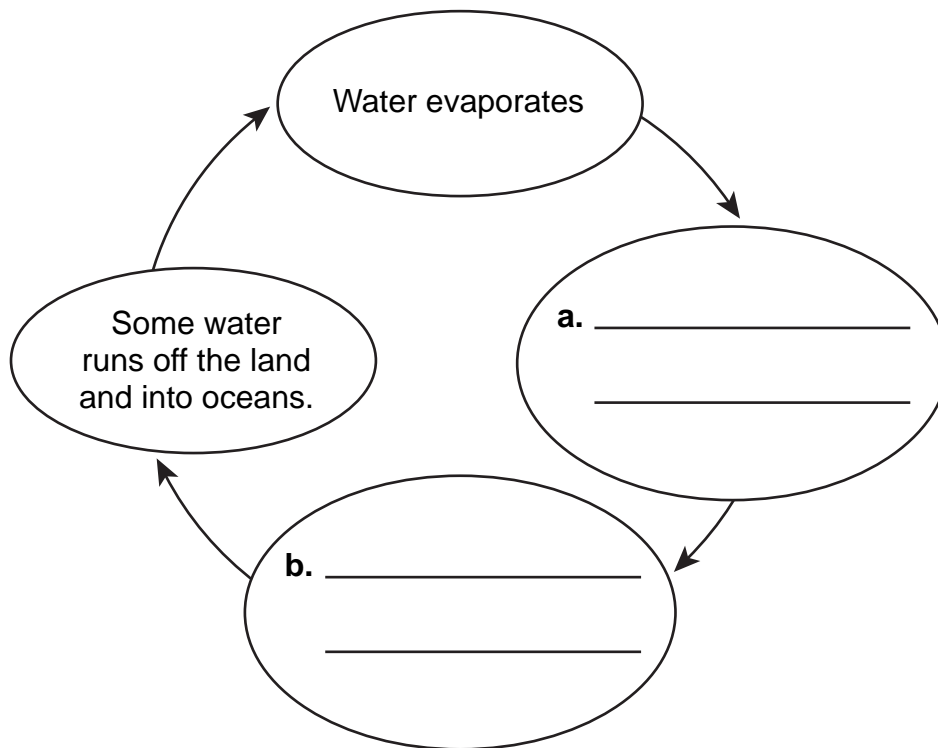 Water evaporates
a.
Some water
runs off the land
and into oceans.
b.